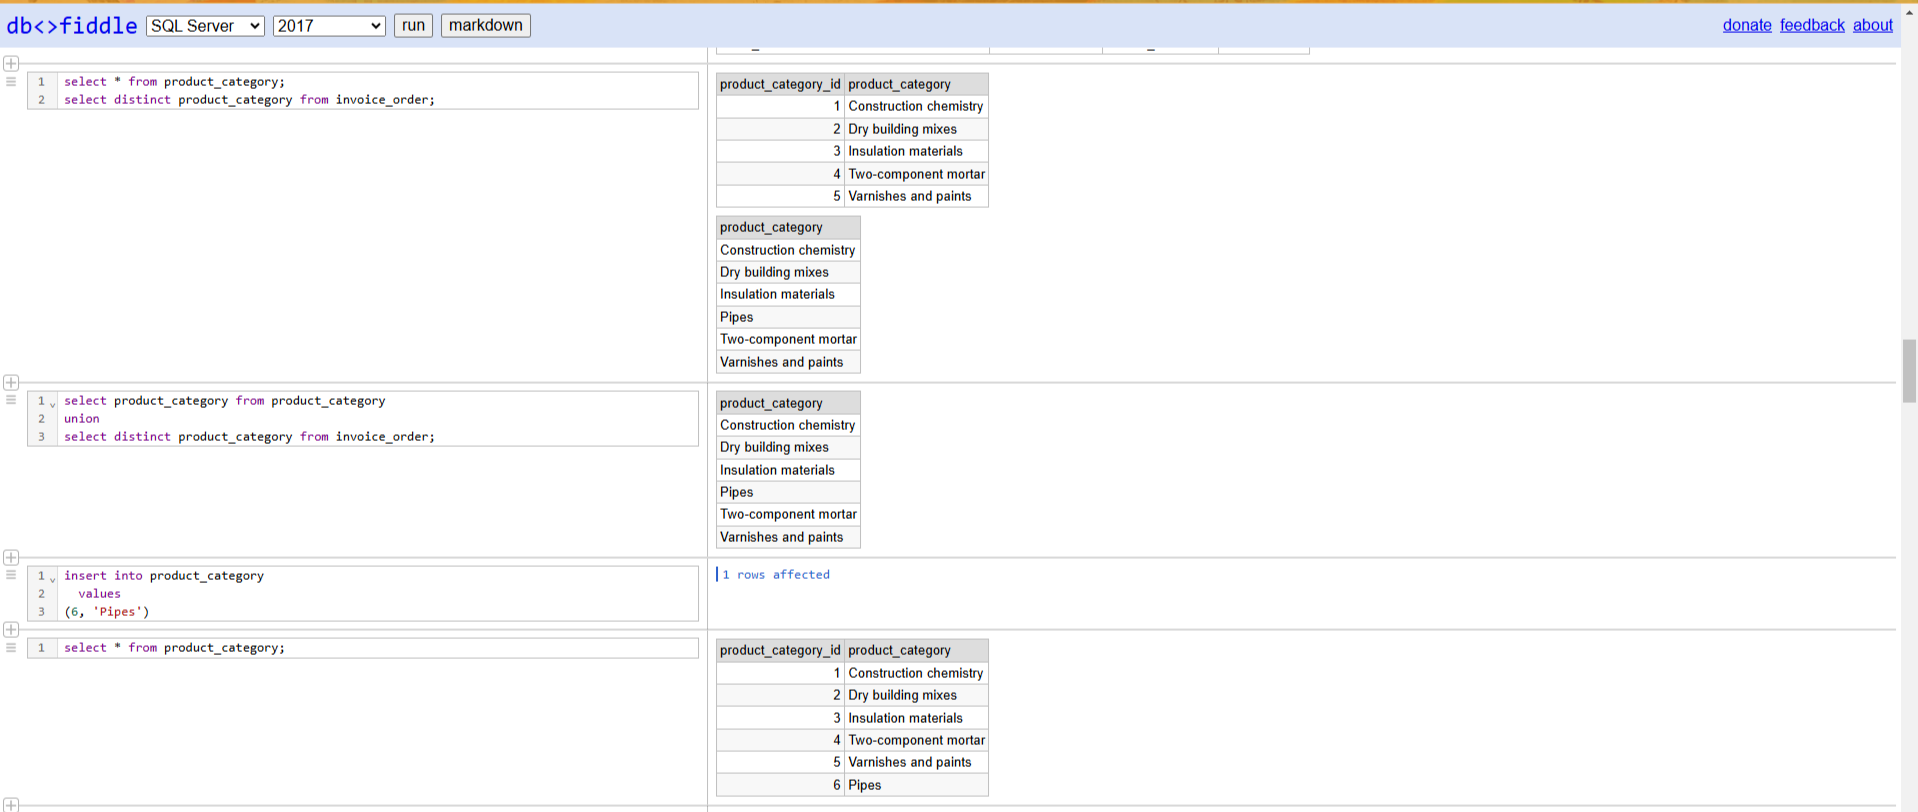 db<>fiddle SQL Server 2017 run markdown donate feedback about
1 select * from product_category;
2 select distinct product_category from invoice_order;
product_category_id product_category
1 Construction chemistry
2 Dry building mixes
3 Insulation materials
4 Two-component mortar
5 Varnishes and paints
product_category
Construction chemistry
Dry building mixes
Insulation materials
Pipes
Two-component mortar
Varnishes and paints
1 select product_category from product_category
2 union
3 select distinct product_category from invoice_order;
product_category
Construction chemistry
Dry building mixes
Insulation materials
Pipes
Two-component mortar
Varnishes and paints
1 insert into product_category
2 values
3 (6, 'Pipes')
1 rows affected
1 select * from product_category;
product_category_id product_category
1 Construction chemistry
2 Dry building mixes
3 Insulation materials
4 Two-component mortar
5 Varnishes and paints
6 Pipes